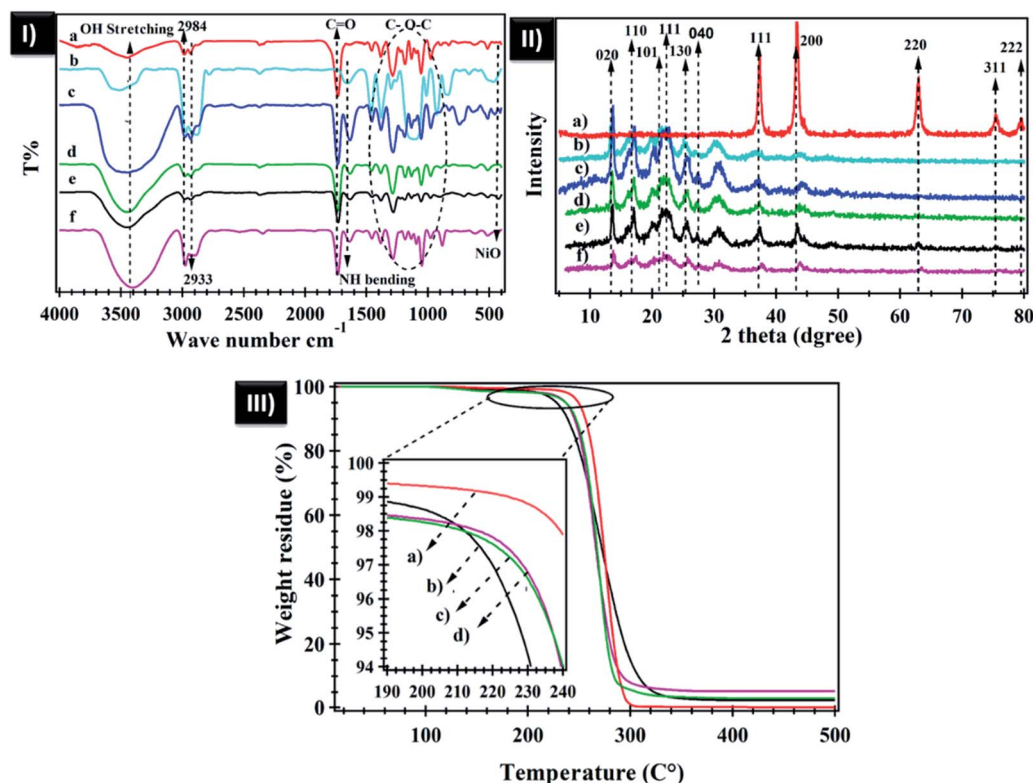 I)
OH Stretching 2984
C=O
C- O-C
a
b
c
d
e
f
2933
NH bending
NiO
T%
4000 3500 3000 2500 2000 1500 1000 500
Wave number cm-1
II)
020
110
101
111
130
040
111
200
220
311
222
a)
b)
c)
d)
e)
f)
Intensity
10 20 30 40 50 60 70 80
2 theta (dgree)
III)
100
80
60
40
20
0
Weight residue (%)
100
99
98
97
96
95
94
a)
b)
c)
d)
190 200 210 220 230 240
100 200 300 400 500
Temperature (C°)